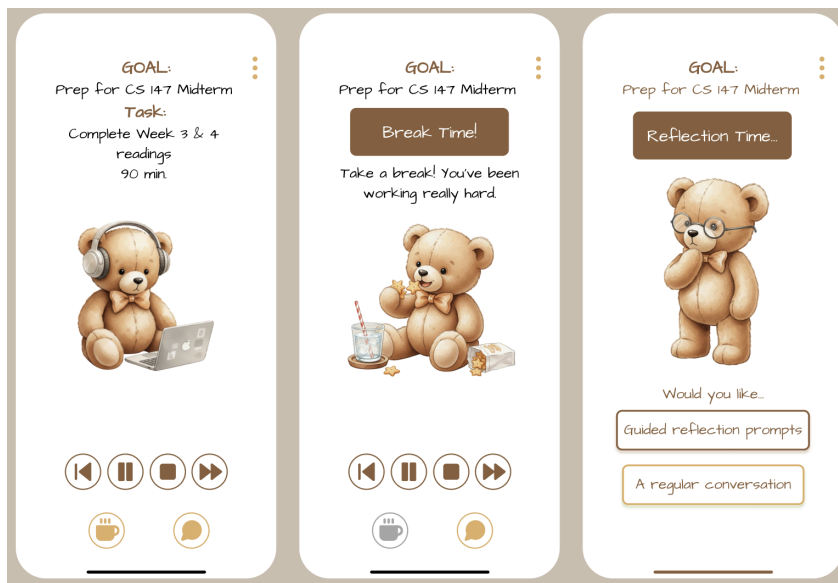 GOAL:
Prep for CS 147 Midterm
Task:
Complete Week 3 & 4
readings
90 min.
GOAL:
Prep for CS 147 Midterm
Break Time!
Take a break! You've been
working really hard.
GOAL:
Prep for CS 147 Midterm
Reflection Time...
Would you like...
Guided reflection prompts
A regular conversation